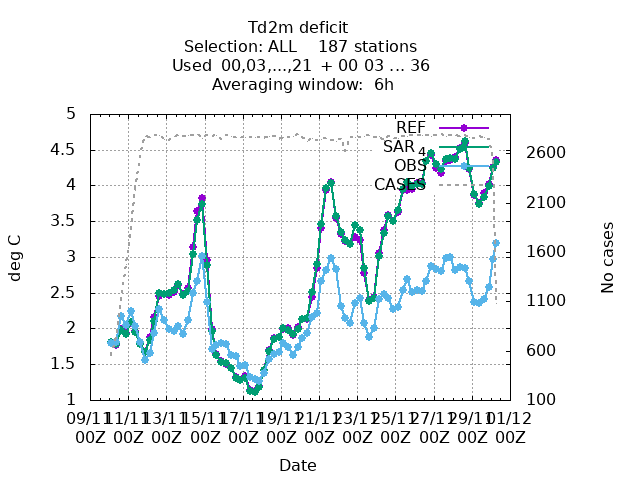 Td2m deficit
Selection: ALL    187 stations
Used  00,03,...,21  + 00 03 ... 36
Averaging window:  6h
REF
SAR 4
OBS
CASES
5
4.5
4
3.5
3
2.5
2
1.5
1
deg C
2600
2100
1600
1100
600
100
No cases
09/11 11/11 13/11 15/11 17/11 19/11 21/11 23/11 25/11 27/11 29/11 01/12
00Z 00Z 00Z 00Z 00Z 00Z 00Z 00Z 00Z 00Z 00Z 00Z
Date